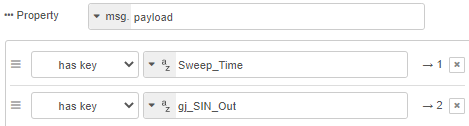 Property msg. payload
has key az Sweep_Time → 1 ×
has key az gj_SIN_Out → 2 ×